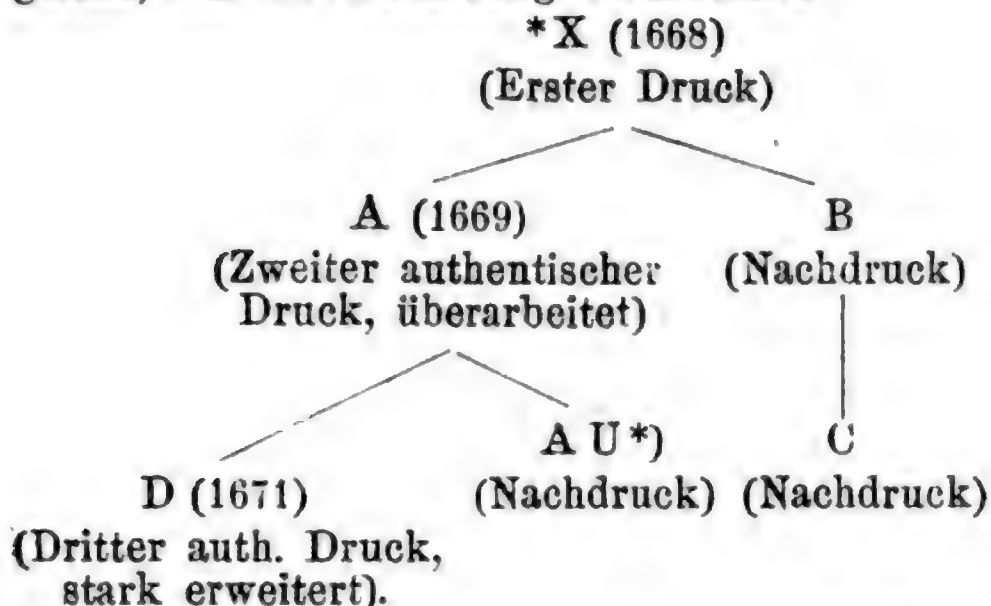 *X (1668)
(Erster Druck)
A (1669)
B
(Zweiter authentischer
(Nachdruck)
Druck, überarbeitet)
A U*)
C
D (1671)
(Nachdruck)
(Nachdruck)
(Dritter auth. Druck,
stark erweitert).